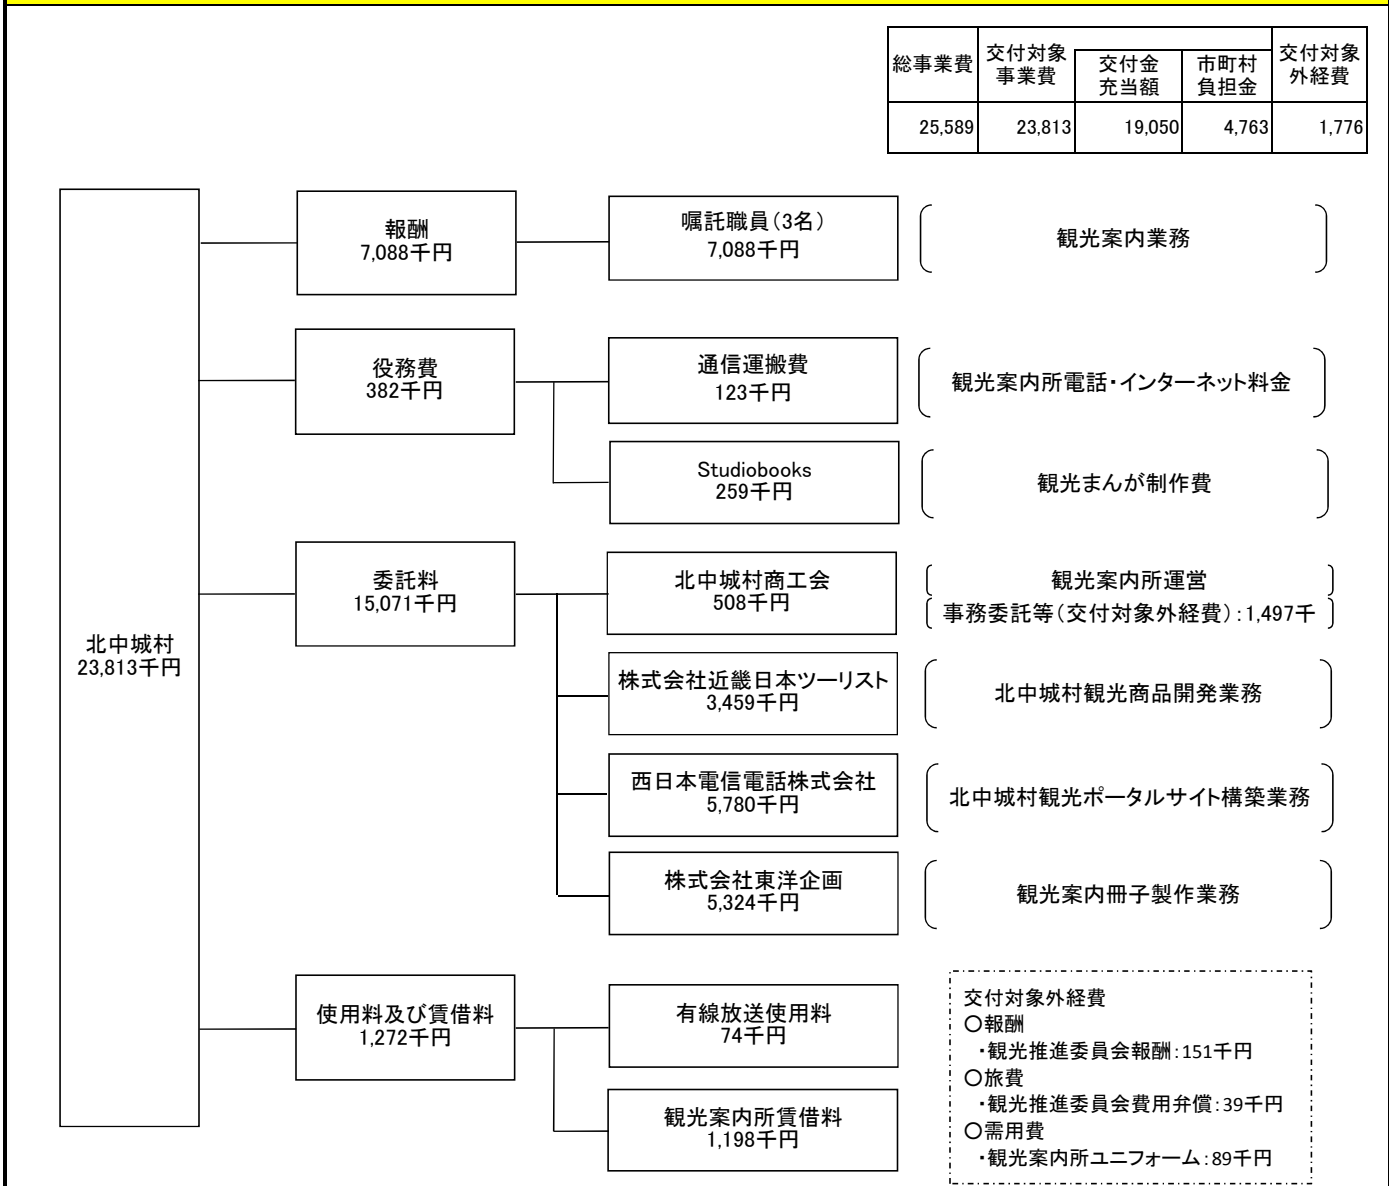 総事業費
交付対象
事業費
交付金
充当額
市町村
負担金
交付対象
外経費
25,589
23,813
19,050
4,763
1,776
北中城村
23,813千円
報酬
7,088千円
嘱託職員(3名)
7,088千円
観光案内業務
役務費
382千円
通信運搬費
123千円
観光案内所電話・インターネット料金
Studiobooks
259千円
観光まんが制作費
委託料
15,071千円
北中城村商工会
508千円
観光案内所運営
事務委託等(交付対象外経費):1,497千
株式会社近畿日本ツーリスト
3,459千円
北中城村観光商品開発業務
西日本電信電話株式会社
5,780千円
北中城村観光ポータルサイト構築業務
株式会社東洋企画
5,324千円
観光案内冊子製作業務
使用料及び賃借料
1,272千円
有線放送使用料
74千円
観光案内所賃借料
1,198千円
交付対象外経費
○報酬
・観光推進委員会報酬:151千円
○旅費
・観光推進委員会費用弁償:39千円
○需用費
・観光案内所ユニフォーム:89千円